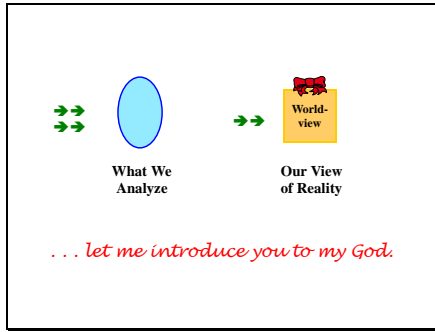 World-
view
What We
Analyze
Our View
of Reality
. . . let me introduce you to my God.